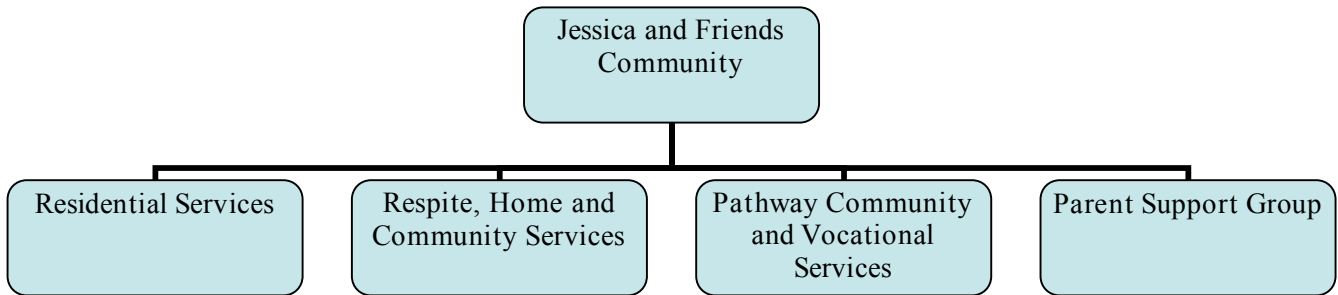 Jessica and Friends
Community
Residential Services
Respite, Home and
Community Services
Pathway Community
and Vocational
Services
Parent Support Group